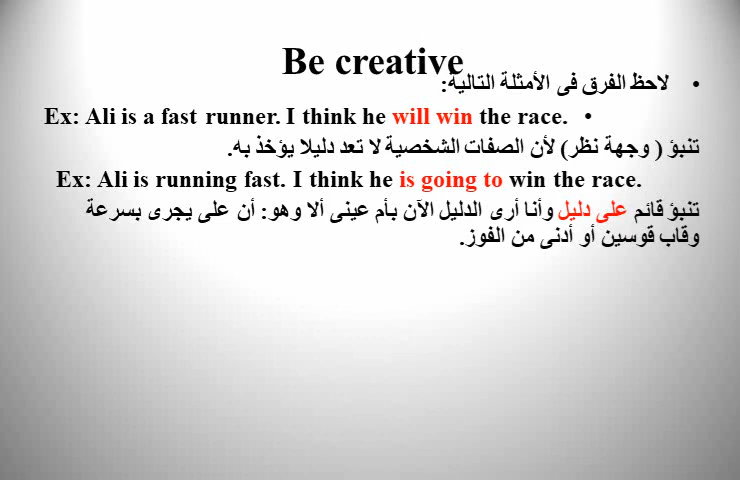 Be creative
• لاحظ الفرق فى الأمثلة التالية:
Ex: Ali is a fast runner. I think he will win the race. •
تنبؤ ( وجهة نظر) لأن الصفات الشخصية لا تعد دليلا يؤخذ به.
Ex: Ali is running fast. I think he is going to win the race.
تنبؤ قائم على دليل وأنا أرى الدليل الآن بأم عينى ألا وهو: أن على يجرى بسرعة
وقاب قوسين أو أدنى من الفوز.